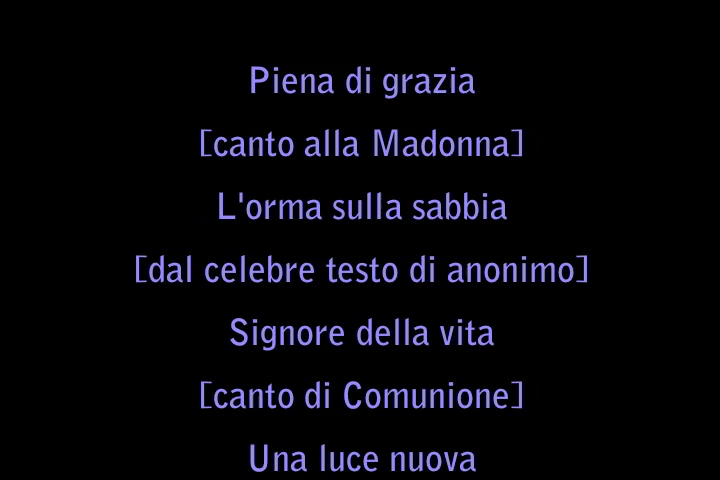 Piena di grazia
[canto alla Madonna]
L'orma sulla sabbia
[dal celebre testo di anonimo]
Signore della vita
[canto di Comunione]
Una luce nuova